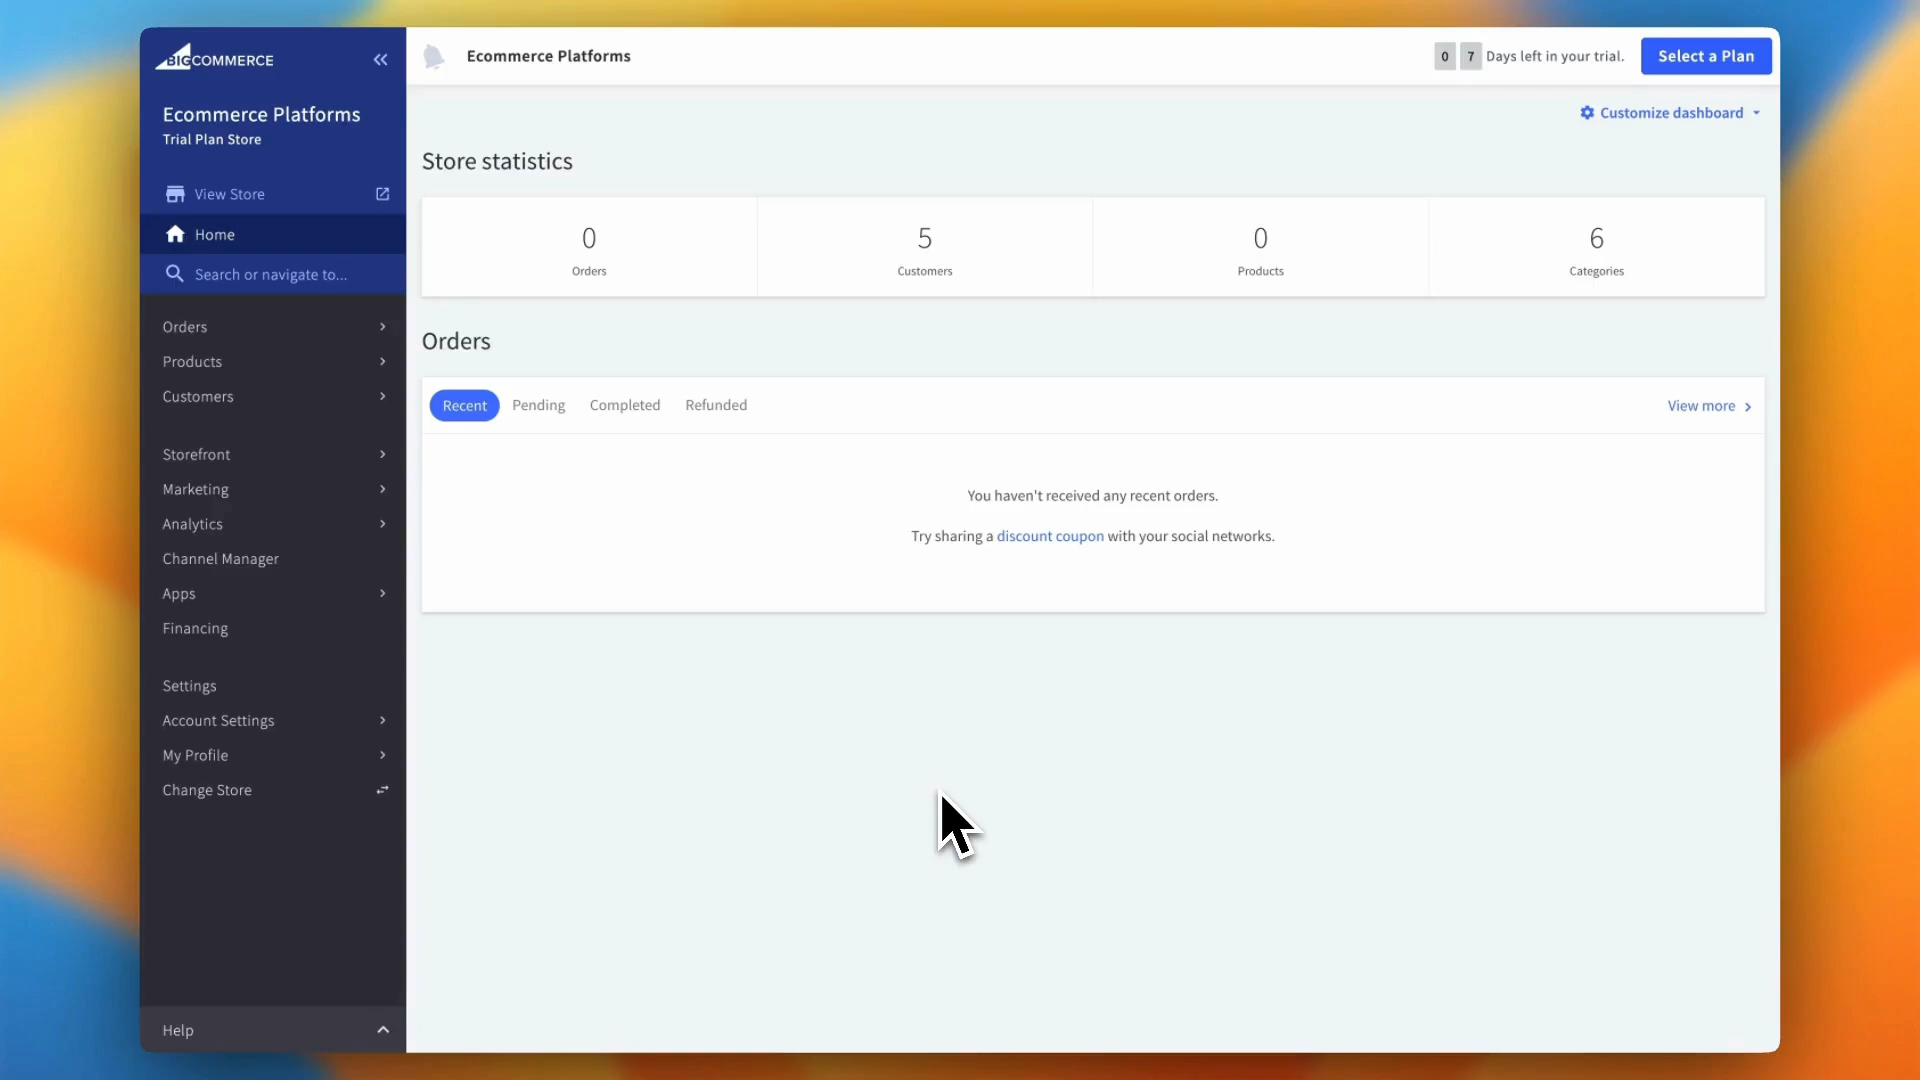 BIGCOMMERCE
Ecommerce Platforms
Trial Plan Store
View Store
Home
Search or navigate to...
Orders
Products
Customers
Storefront
Marketing
Analytics
Channel Manager
Apps
Financing
Settings
Account Settings
My Profile
Change Store
Help
Ecommerce Platforms
0 7 Days left in your trial.
Select a Plan
Customize dashboard
Store statistics
0
Orders
5
Customers
0
Products
6
Categories
Orders
Recent Pending Completed Refunded
View more
You haven't received any recent orders.
Try sharing a discount coupon with your social networks.